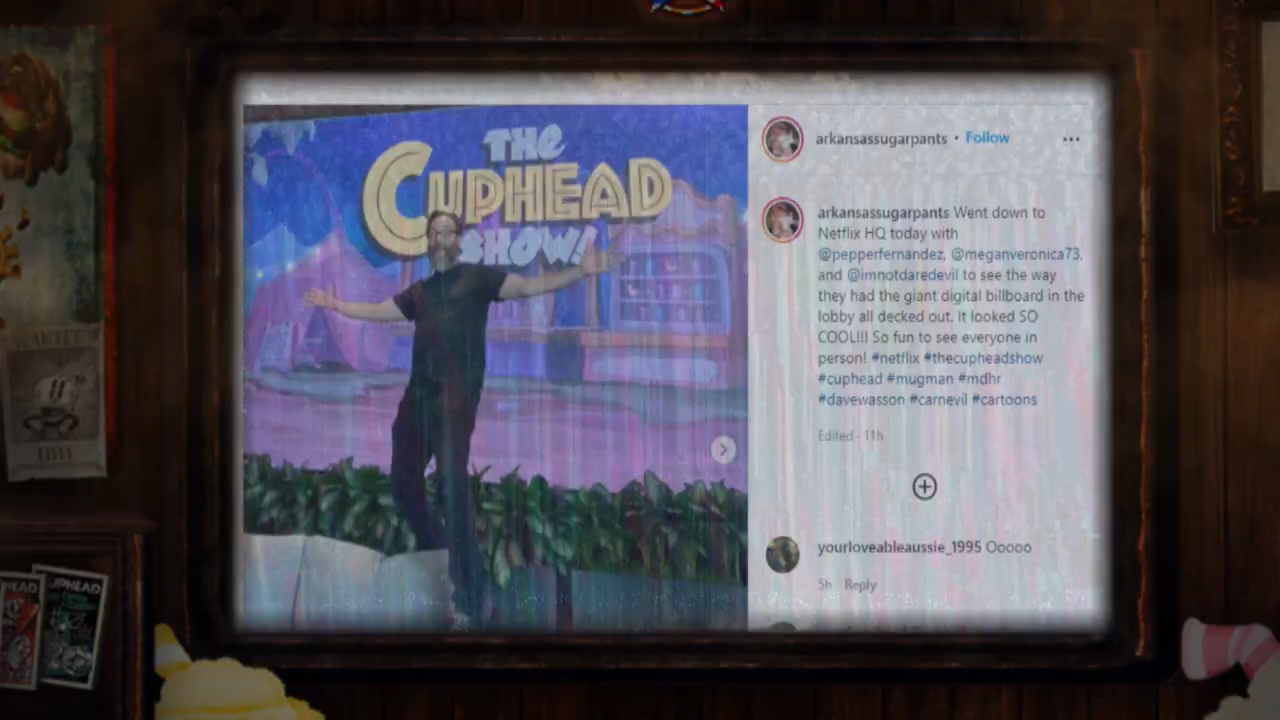 THE
CUPHEAD
SHOW!
arkansassugarpants • Follow
arkansassugarpants Went down to
Netflix HQ today with
@pepperfernandez, @meganveronica73,
and @imnotdaredevil to see the way
they had the giant digital billboard in the
lobby all decked out. It looked SO
COOL!!! So fun to see everyone in
person! #netflix #thecupheadshow
#cuphead #mugman #mdhr
#davewasson #carnevil #cartoons
Edited · 11h
yourloveableaussie_1995 Ooooo
5h Reply